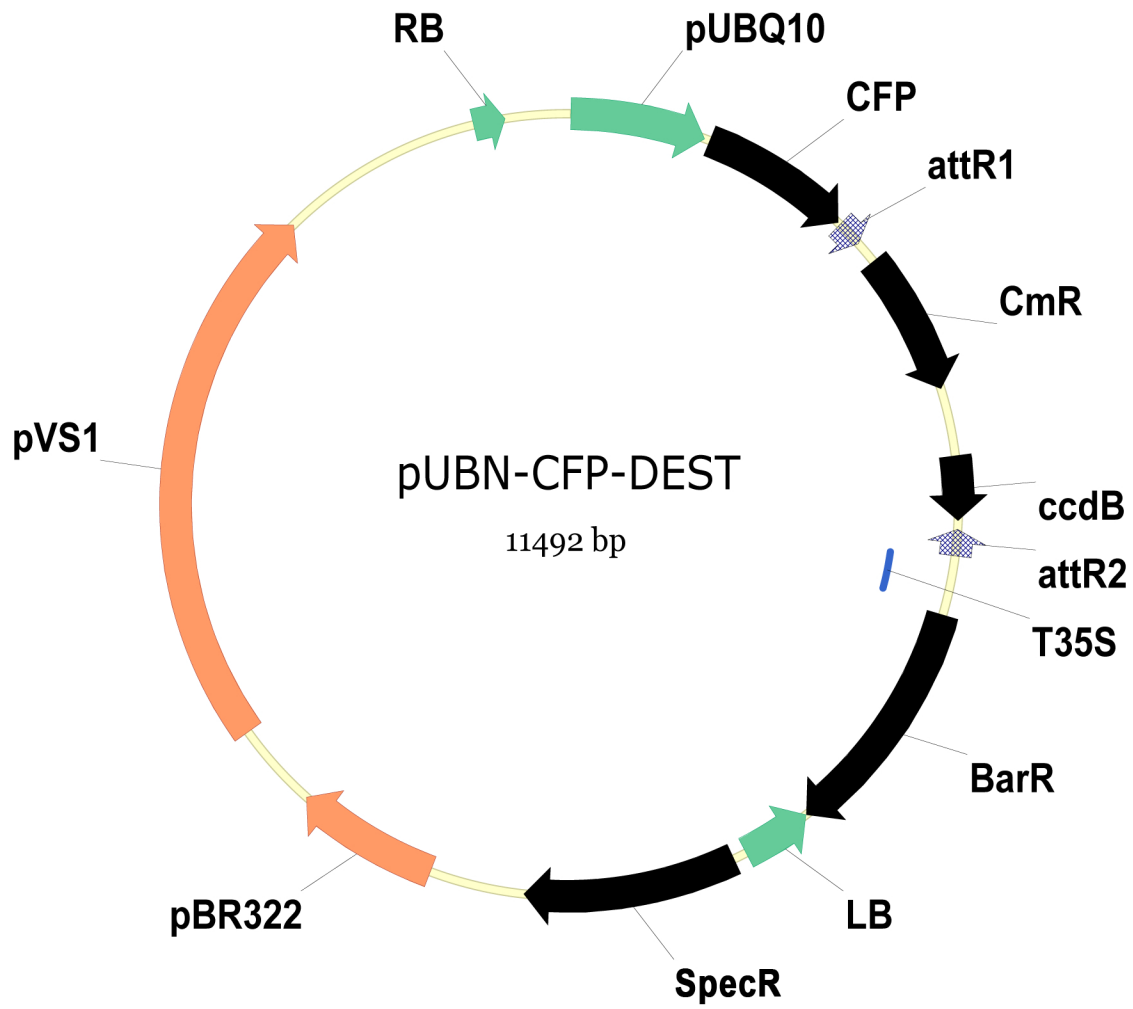 RB
pUBQ10
CFP
attR1
CmR
pVS1
pUBN-CFP-DEST
11492 bp
ccdB
attR2
T35S
BarR
LB
pBR322
SpecR